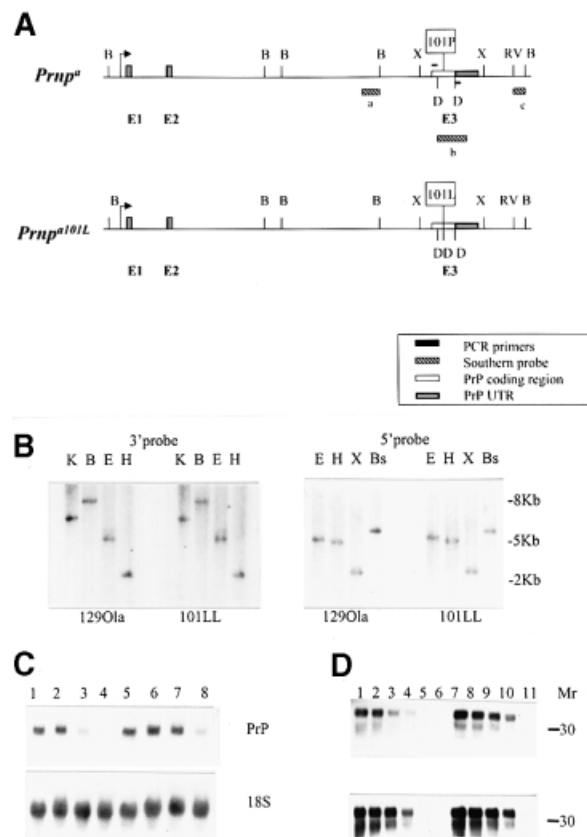 A
101P
B B B B X X RV B
Prnpᵃ
D D
a c
E1 E2 E3
b
101L
B B B B X X RV B
Prnpᵃ¹⁰¹ᴸ
DD D
E1 E2 E3
PCR primers
Southern probe
PrP coding region
PrP UTR
B
3'probe 5'probe
K B E H K B E H E H X Bs E H X Bs
-8Kb
-5Kb
-2Kb
129Ola 101LL 129Ola 101LL
C D
1 2 3 4 5 6 7 8 1 2 3 4 5 6 7 8 9 10 11 Mr
PrP
30
18S
30